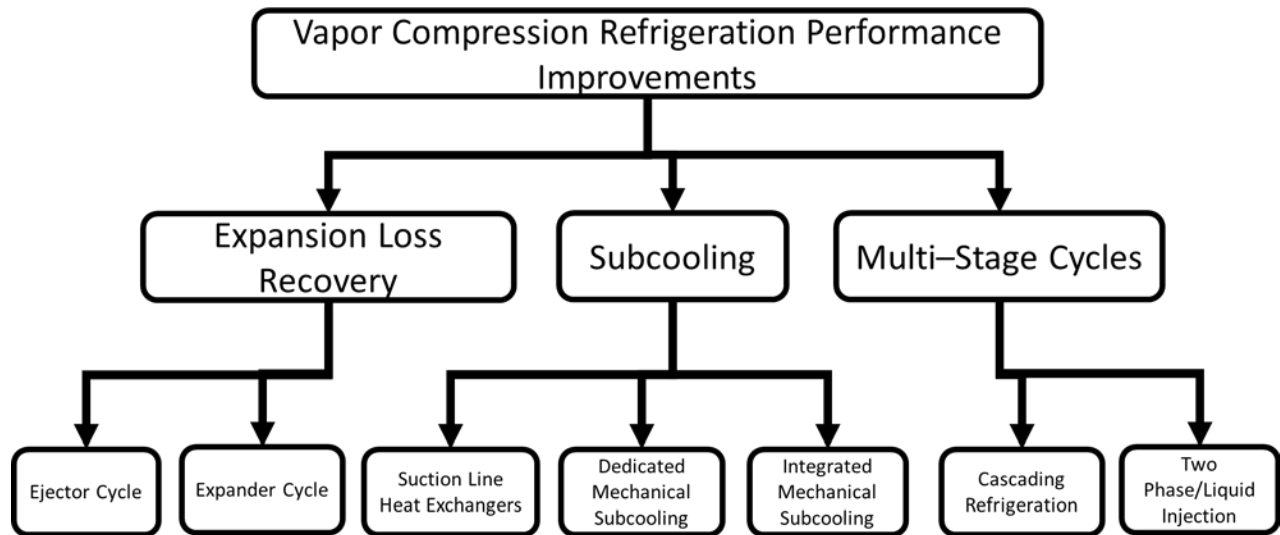 Vapor Compression Refrigeration Performance
Improvements
Expansion Loss
Recovery
Subcooling
Multi–Stage Cycles
Ejector Cycle
Expander Cycle
Suction Line
Heat Exchangers
Dedicated
Mechanical
Subcooling
Integrated
Mechanical
Subcooling
Cascading
Refrigeration
Two
Phase/Liquid
Injection